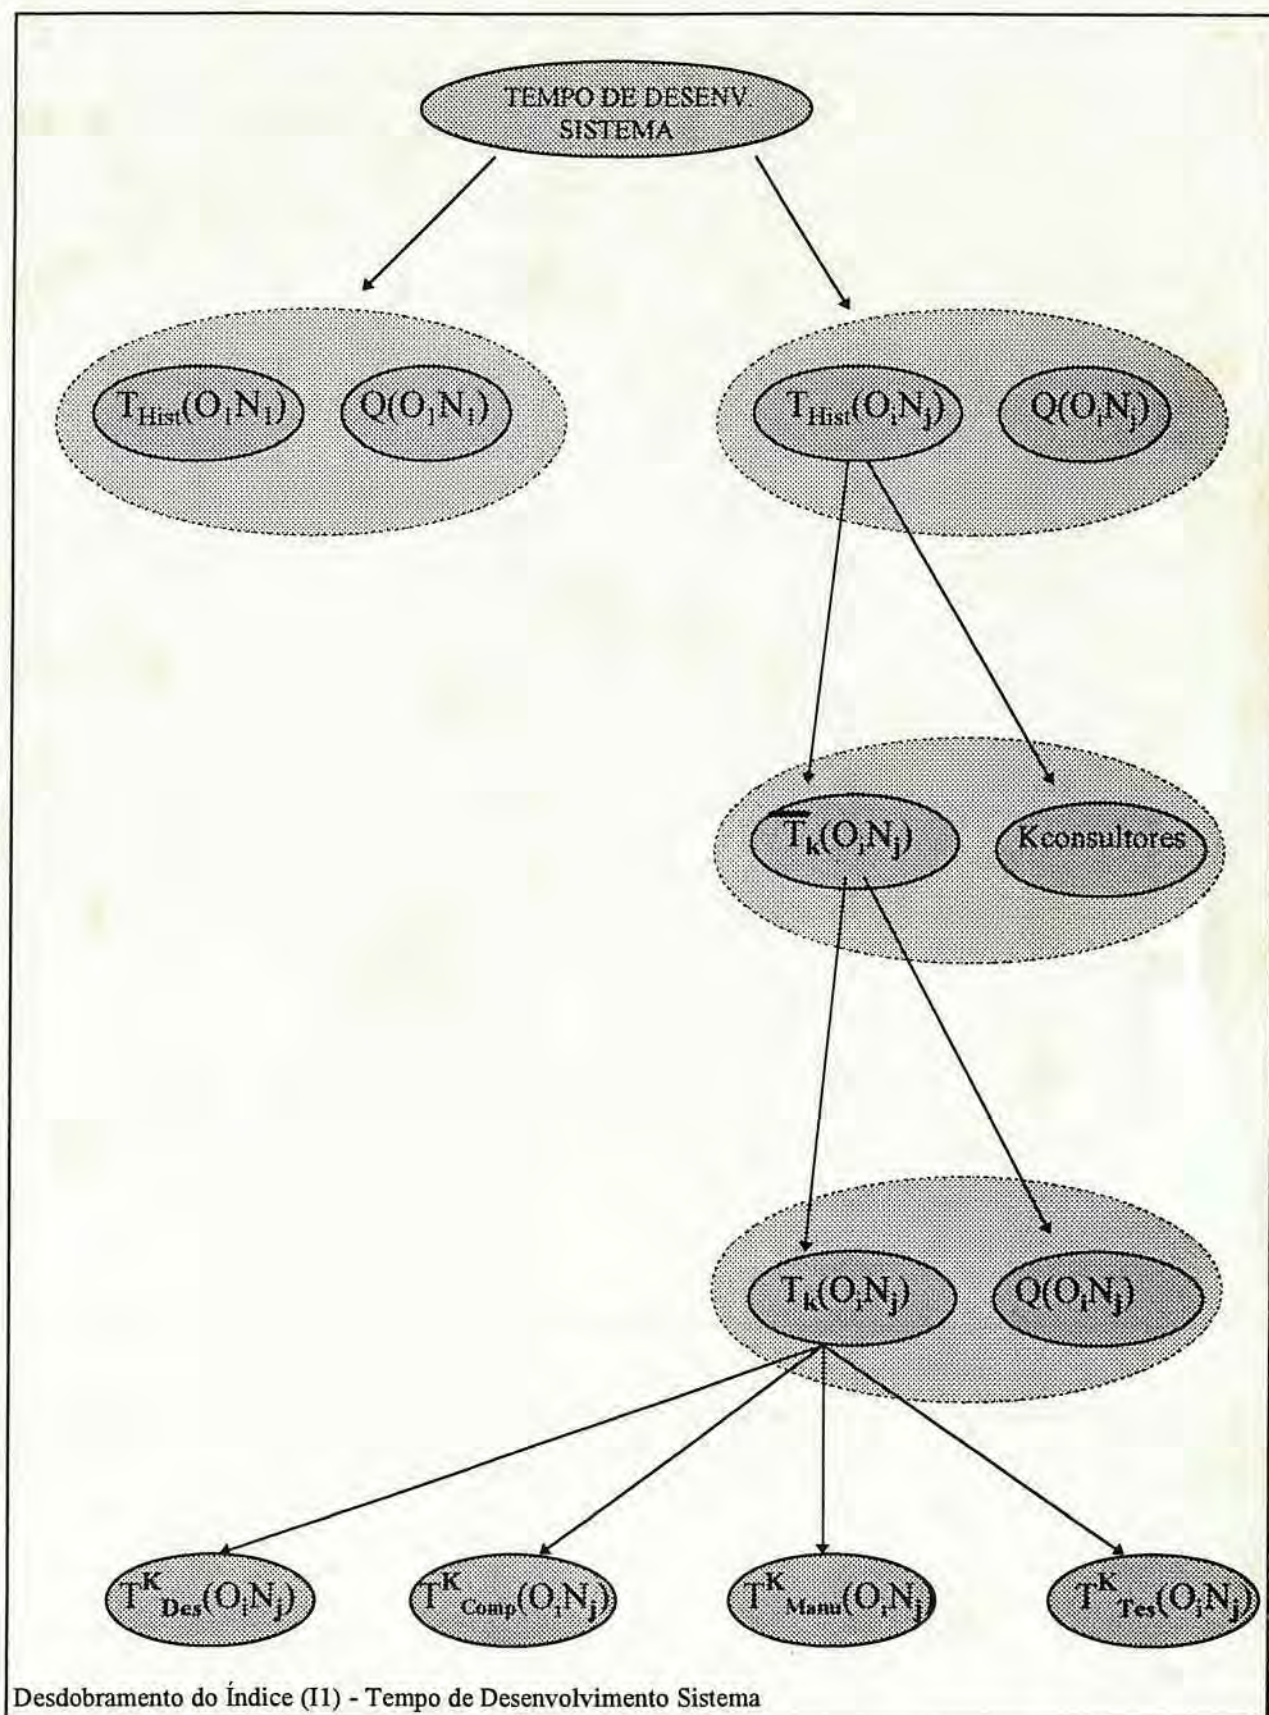 TEMPO DE DESENV.
SISTEMA
T_Hist(O_1N_1) Q(O_1N_1) T_Hist(O_iN_j) Q(O_iN_j)
T̅_k(O_iN_j) Kconsultores
T_k(O_iN_j) Q(O_iN_j)
T^K_Des(O_iN_j) T^K_Comp(O_iN_j) T^K_Manu(O_iN_j) T^K_Tes(O_iN_j)
Desdobramento do Índice (I1) - Tempo de Desenvolvimento Sistema